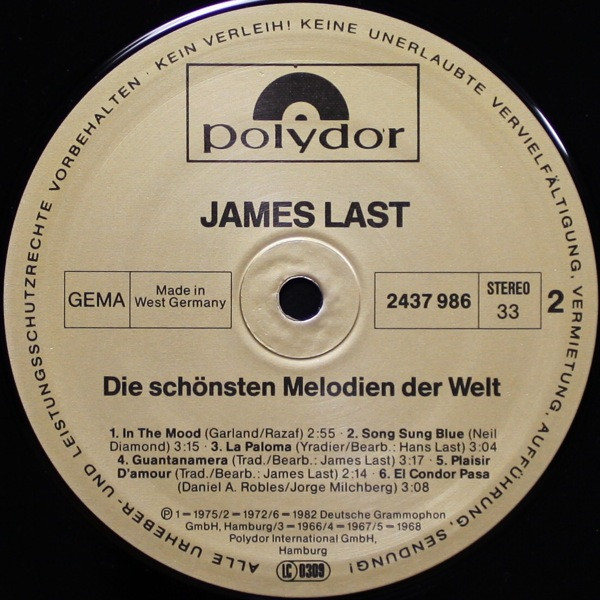 ALLE URHEBER- UND LEISTUNGSSCHUTZRECHTE VORBEHALTEN · KEIN VERLEIH! KEINE UNERLAUBTE VERVIELFÄLTIGUNG, VERMIETUNG, AUFFÜHRUNG, SENDUNG!
polydor
JAMES LAST
GEMA
Made in
West Germany
2437 986
STEREO
33
2
Die schönsten Melodien der Welt
1. In The Mood (Garland/Razaf) 2:55 · 2. Song Sung Blue (Neil
Diamond) 3:15 · 3. La Paloma (Yradier/Bearb.: Hans Last) 3:04
4. Guantanamera (Trad./Bearb.: James Last) 3:17 · 5. Plaisir
D'amour (Trad./Bearb.: James Last) 2:14 · 6. El Condor Pasa
(Daniel A. Robles/Jorge Milchberg) 3:08
Ⓟ 1—1975/2—1972/6—1982 Deutsche Grammophon
GmbH, Hamburg/3—1966/4—1967/5—1968
Polydor International GmbH,
Hamburg
LC 0309